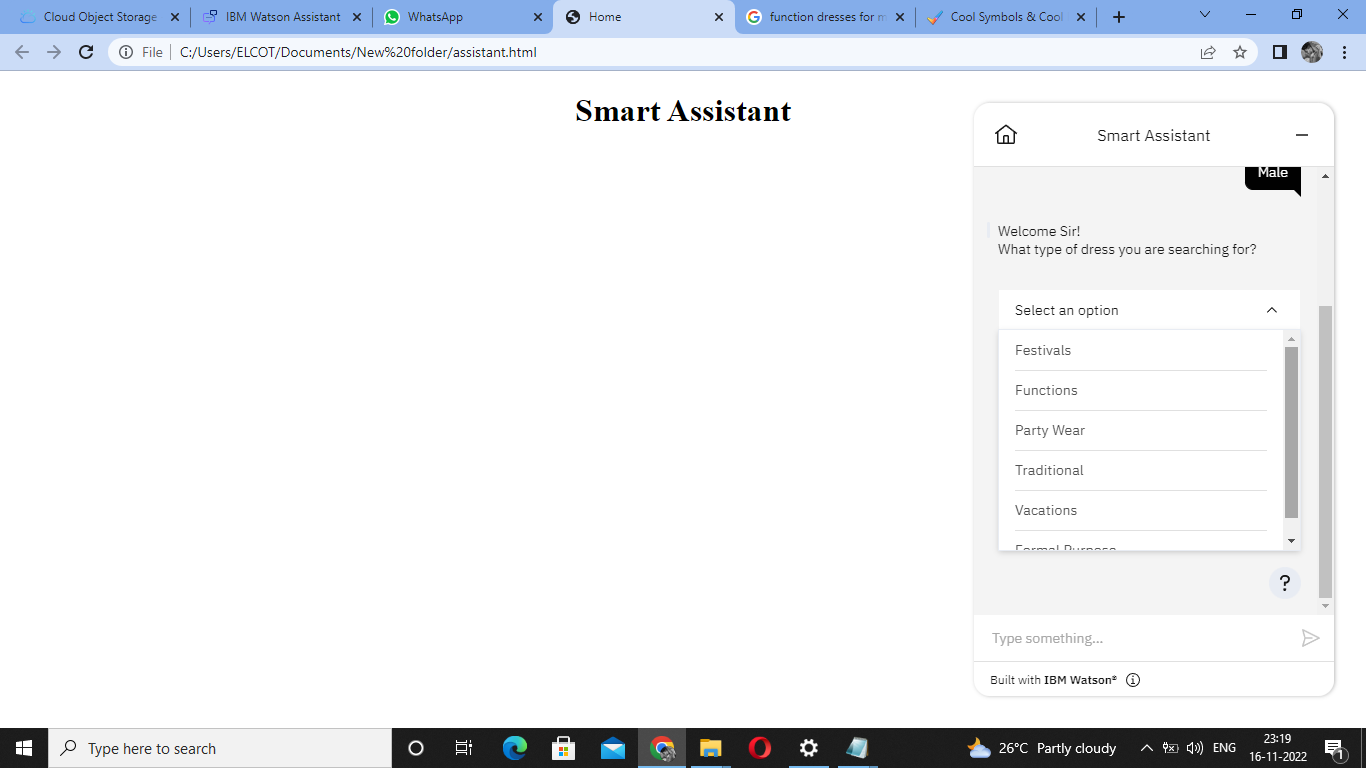 Cloud Object Storage
IBM Watson Assistant
WhatsApp
Home
function dresses for m
Cool Symbols & Cool
File
C:/Users/ELCOT/Documents/New%20folder/assistant.html
Smart Assistant
Smart Assistant
Male
Welcome Sir!
What type of dress you are searching for?
Select an option
Festivals
Functions
Party Wear
Traditional
Vacations
Formal Purpose
?
Type something...
Built with IBM Watson®
Type here to search
26°C Partly cloudy
ENG
23:19
16-11-2022
1